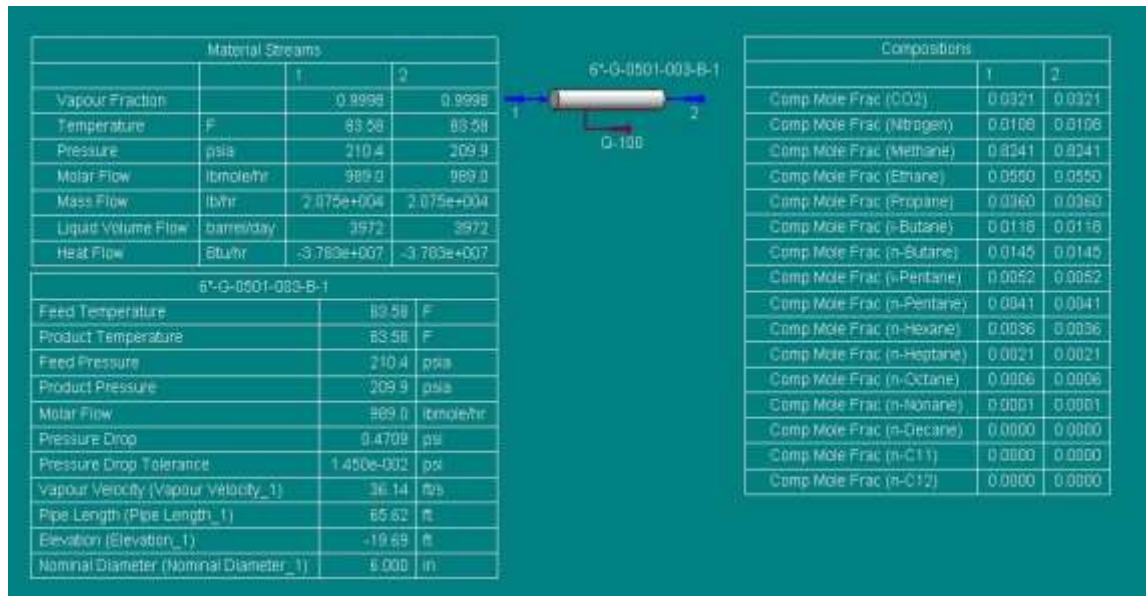 Material Streams
1 2
Vapour Fraction 0.9998 0.9998
Temperature F 83.58 83.58
Pressure psia 210.4 209.9
Molar Flow lbmole/hr 989.0 989.0
Mass Flow lb/hr 2.075e+004 2.075e+004
Liquid Volume Flow barrel/day 3972 3972
Heat Flow Btu/hr -3.783e+007 -3.783e+007
6"-G-0501-003-B-1
Feed Temperature 83.58 F
Product Temperature 83.58 F
Feed Pressure 210.4 psia
Product Pressure 209.9 psia
Molar Flow 989.0 lbmole/hr
Pressure Drop 0.4709 psi
Pressure Drop Tolerance 1.450e-002 psi
Vapour Velocity (Vapour Velocity_1) 36.14 ft/s
Pipe Length (Pipe Length_1) 65.62 ft
Elevation (Elevation_1) -19.69 ft
Nominal Diameter (Nominal Diameter_1) 6.000 in
6"-G-0501-003-B-1
1
2
Q-100
Compositions
1 2
Comp Mole Frac (CO2) 0.0321 0.0321
Comp Mole Frac (Nitrogen) 0.0108 0.0108
Comp Mole Frac (Methane) 0.8241 0.8241
Comp Mole Frac (Ethane) 0.0550 0.0550
Comp Mole Frac (Propane) 0.0360 0.0360
Comp Mole Frac (i-Butane) 0.0118 0.0118
Comp Mole Frac (n-Butane) 0.0145 0.0145
Comp Mole Frac (i-Pentane) 0.0052 0.0052
Comp Mole Frac (n-Pentane) 0.0041 0.0041
Comp Mole Frac (n-Hexane) 0.0036 0.0036
Comp Mole Frac (n-Heptane) 0.0021 0.0021
Comp Mole Frac (n-Octane) 0.0006 0.0006
Comp Mole Frac (n-Nonane) 0.0001 0.0001
Comp Mole Frac (n-Decane) 0.0000 0.0000
Comp Mole Frac (n-C11) 0.0000 0.0000
Comp Mole Frac (n-C12) 0.0000 0.0000